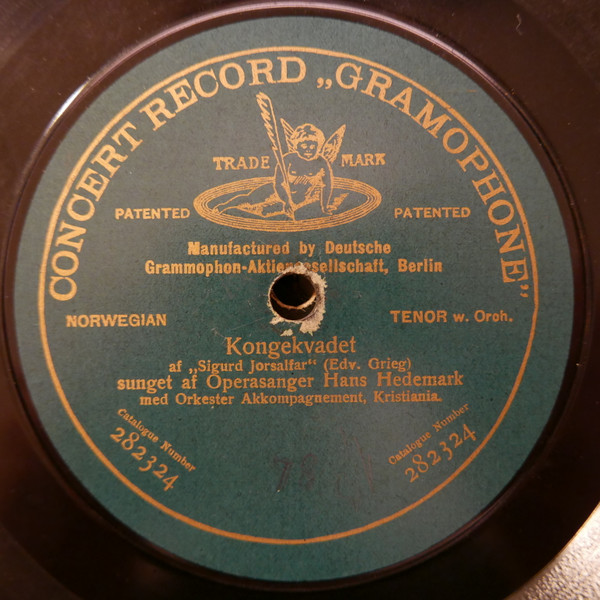 CONCERT RECORD „GRAMOPHONE”
TRADE MARK
PATENTED PATENTED
Manufactured by Deutsche
Grammophon-Aktiengesellschaft, Berlin
NORWEGIAN TENOR w. Orch.
Kongekvadet
af „Sigurd Jorsalfar“ (Edv. Grieg)
sunget af Operasanger Hans Hedemark
med Orkester Akkompagnement, Kristiania.
Catalogue Number
282324
Catalogue Number
282324